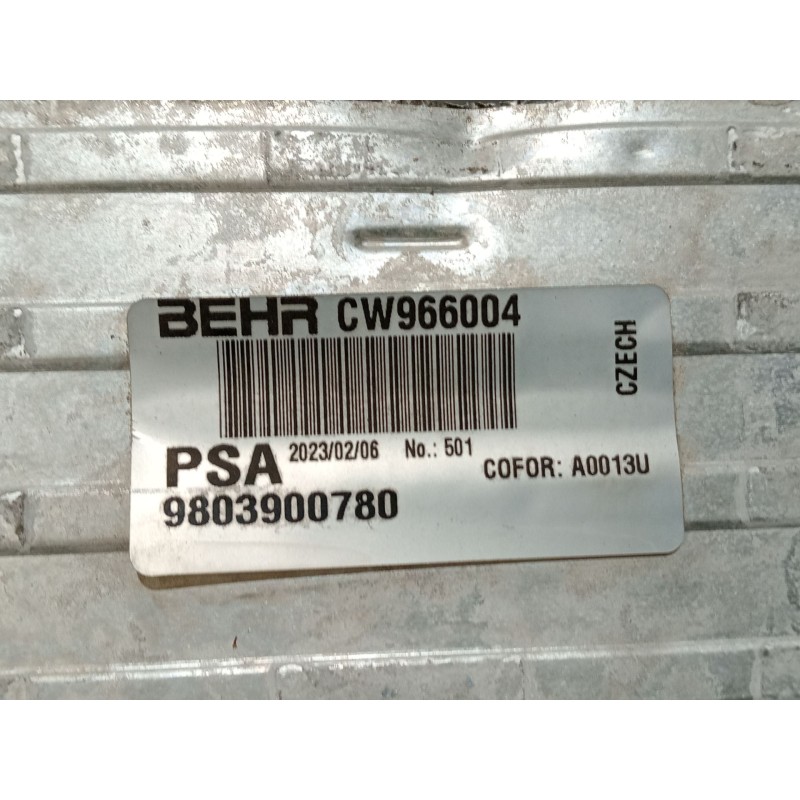 BEHR CW966004
CZECH
PSA 2023/02/06 No.: 501
COFOR: A0013U
9803900780